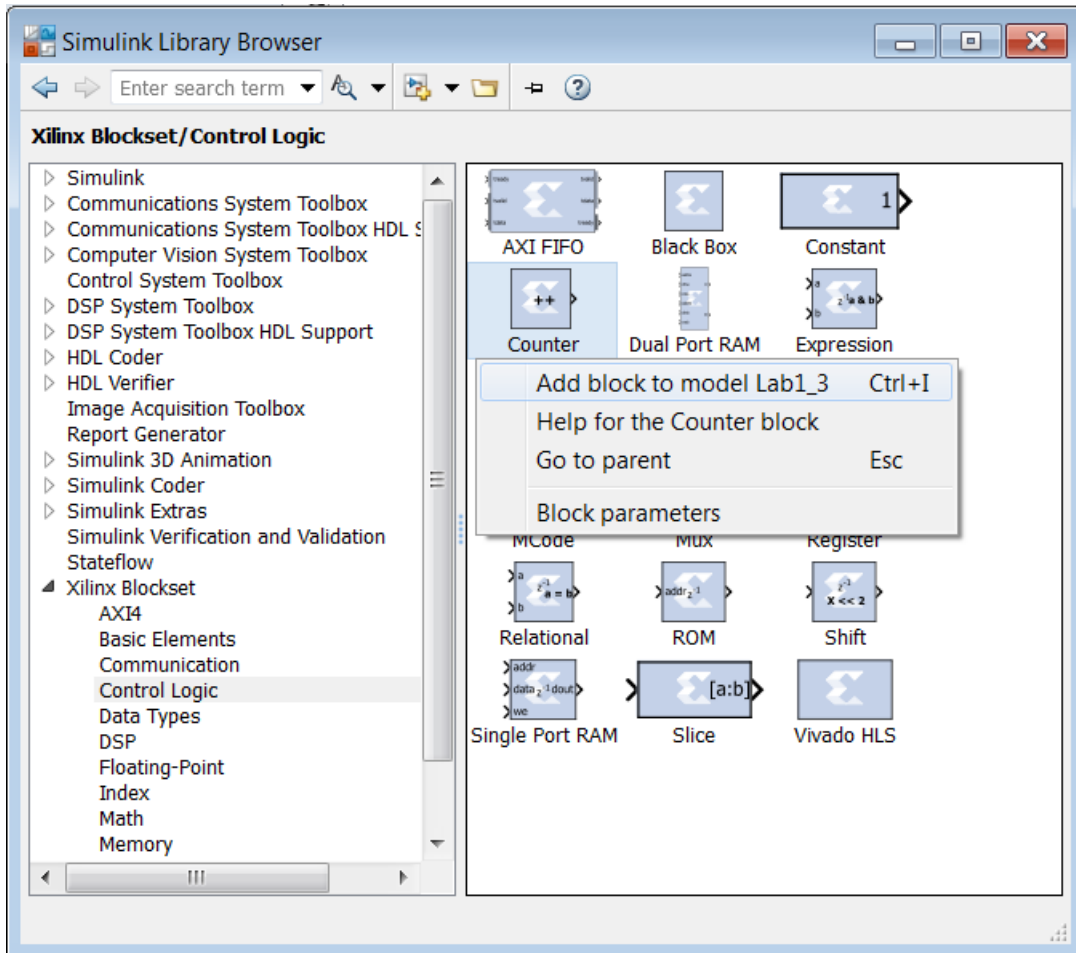 Simulink Library Browser
Enter search term
Xilinx Blockset/Control Logic
Simulink
Communications System Toolbox
Communications System Toolbox HDL S
Computer Vision System Toolbox
Control System Toolbox
DSP System Toolbox
DSP System Toolbox HDL Support
HDL Coder
HDL Verifier
Image Acquisition Toolbox
Report Generator
Simulink 3D Animation
Simulink Coder
Simulink Extras
Simulink Verification and Validation
Stateflow
Xilinx Blockset
AXI4
Basic Elements
Communication
Control Logic
Data Types
DSP
Floating-Point
Index
Math
Memory
1
AXI FIFO Black Box Constant
++
a
b
z⁻¹ a & b
Counter Dual Port RAM Expression
Add block to model Lab1_3 Ctrl+I
Help for the Counter block
Go to parent Esc
Block parameters
MCode Mux Register
a
b
z⁻¹
a = b
addr z⁻¹
z⁻¹
X << 2
Relational ROM Shift
addr
data z⁻¹ dout
we
[a:b]
Single Port RAM Slice Vivado HLS